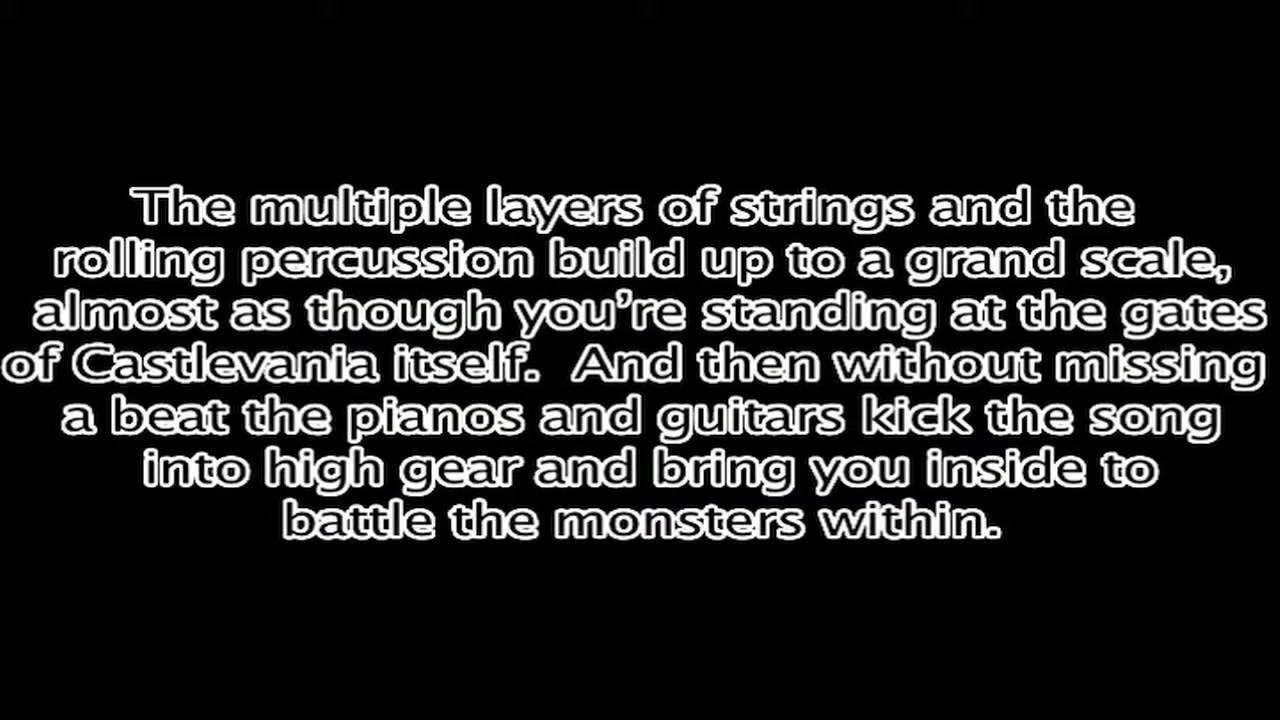 The multiple layers of strings and the
rolling percussion build up to a grand scale,
almost as though you’re standing at the gates
of Castlevania itself.  And then without missing
a beat the pianos and guitars kick the song
into high gear and bring you inside to
battle the monsters within.